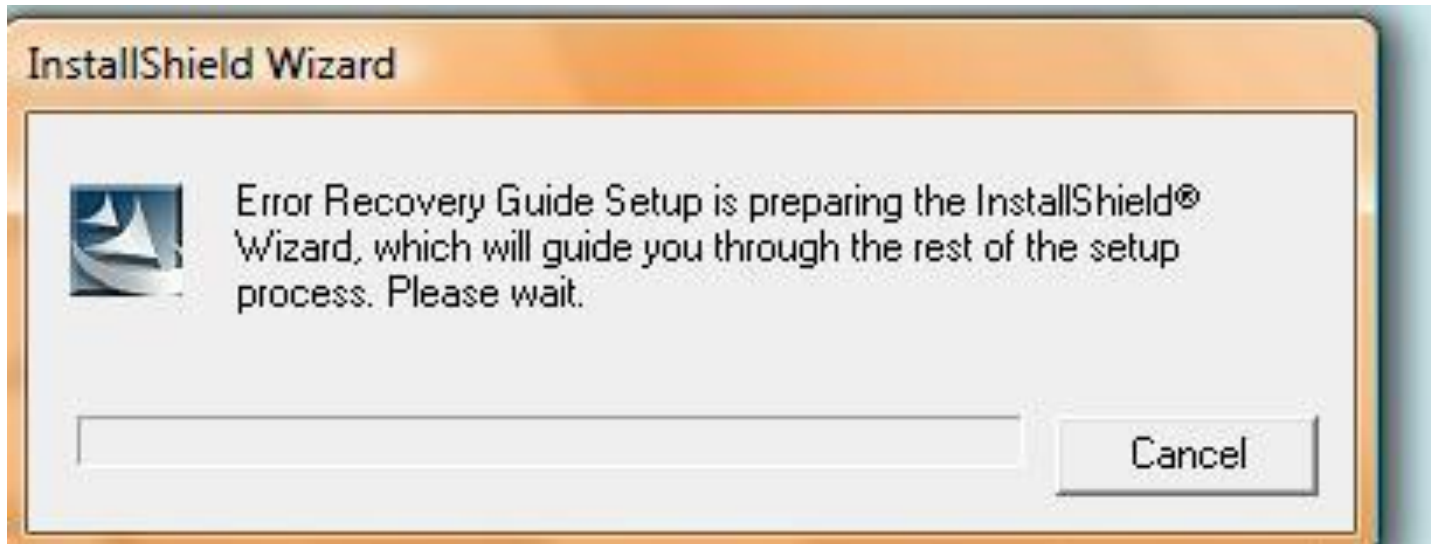 InstallShield Wizard
Error Recovery Guide Setup is preparing the InstallShield®
Wizard, which will guide you through the rest of the setup
process. Please wait.
Cancel